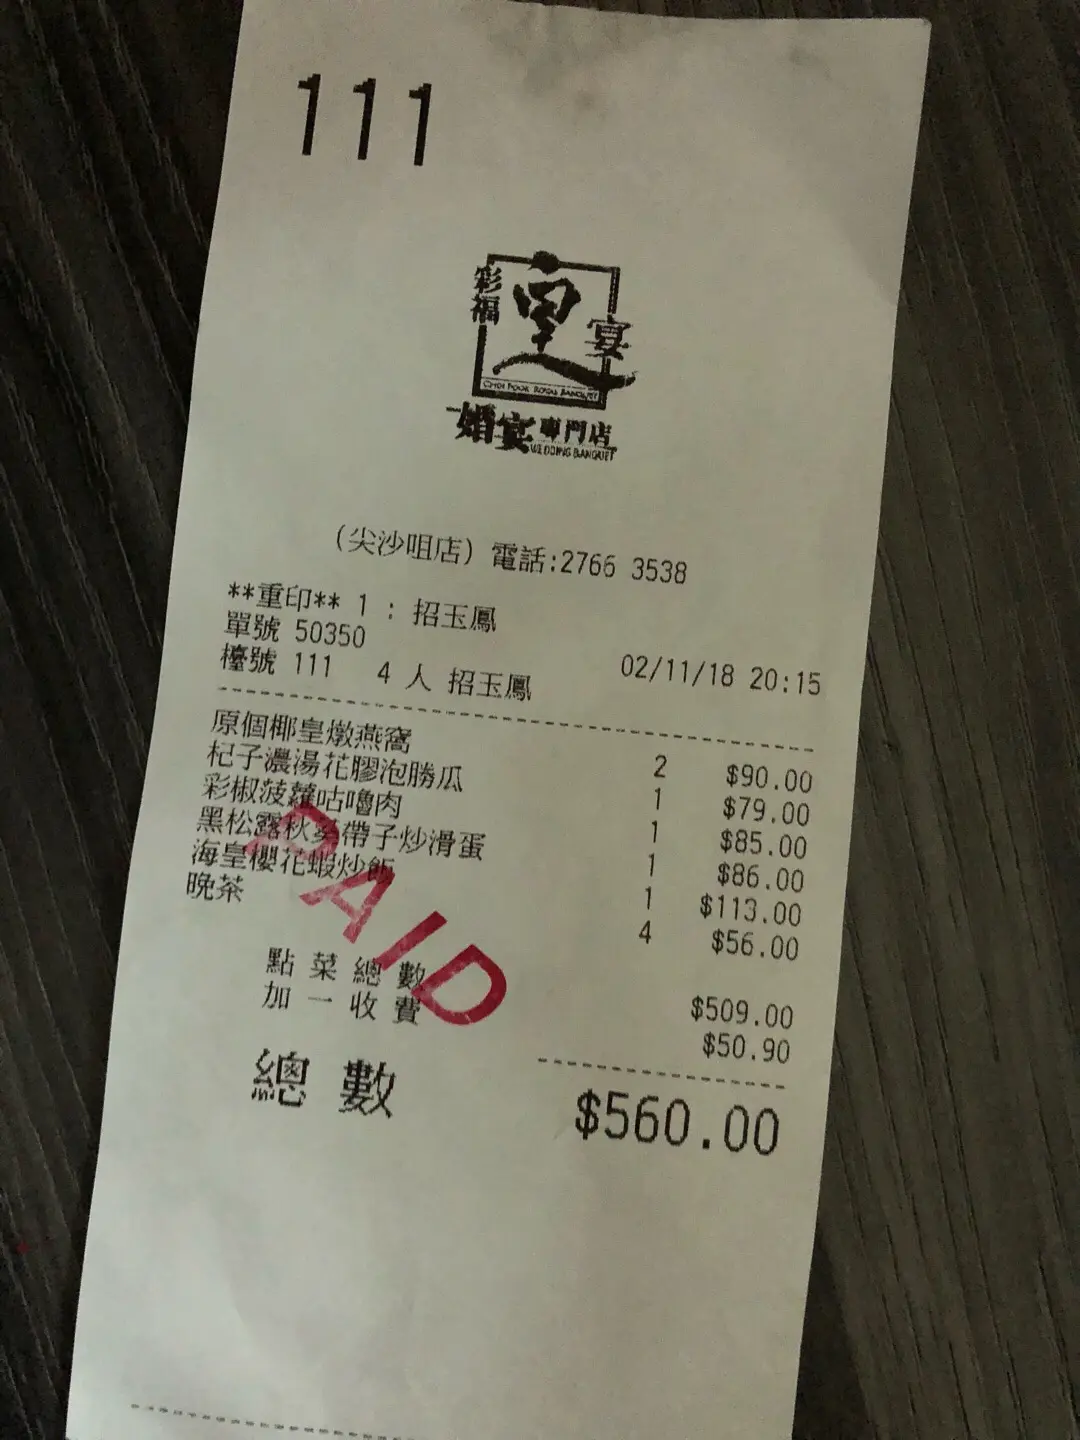 111
彩福
皇
宴
CHOI FOOK ROYAL BANQUET
婚宴專門店
WEDDING BANQUET
(尖沙咀店) 電話:2766 3538
**重印** 1 : 招玉鳳
單號 50350
02/11/18 20:15
檯號 111 4 人 招玉鳳
原個椰皇燉燕窩 2 $90.00
杞子濃湯花膠泡勝瓜 1 $79.00
彩椒菠蘿咕嚕肉 1 $85.00
黑松露秋葵帶子炒滑蛋 1 $86.00
海皇櫻花蝦炒飯 1 $113.00
晚茶 4 $56.00
PAID
點菜總數 $509.00
加一收費 $50.90
總數 $560.00